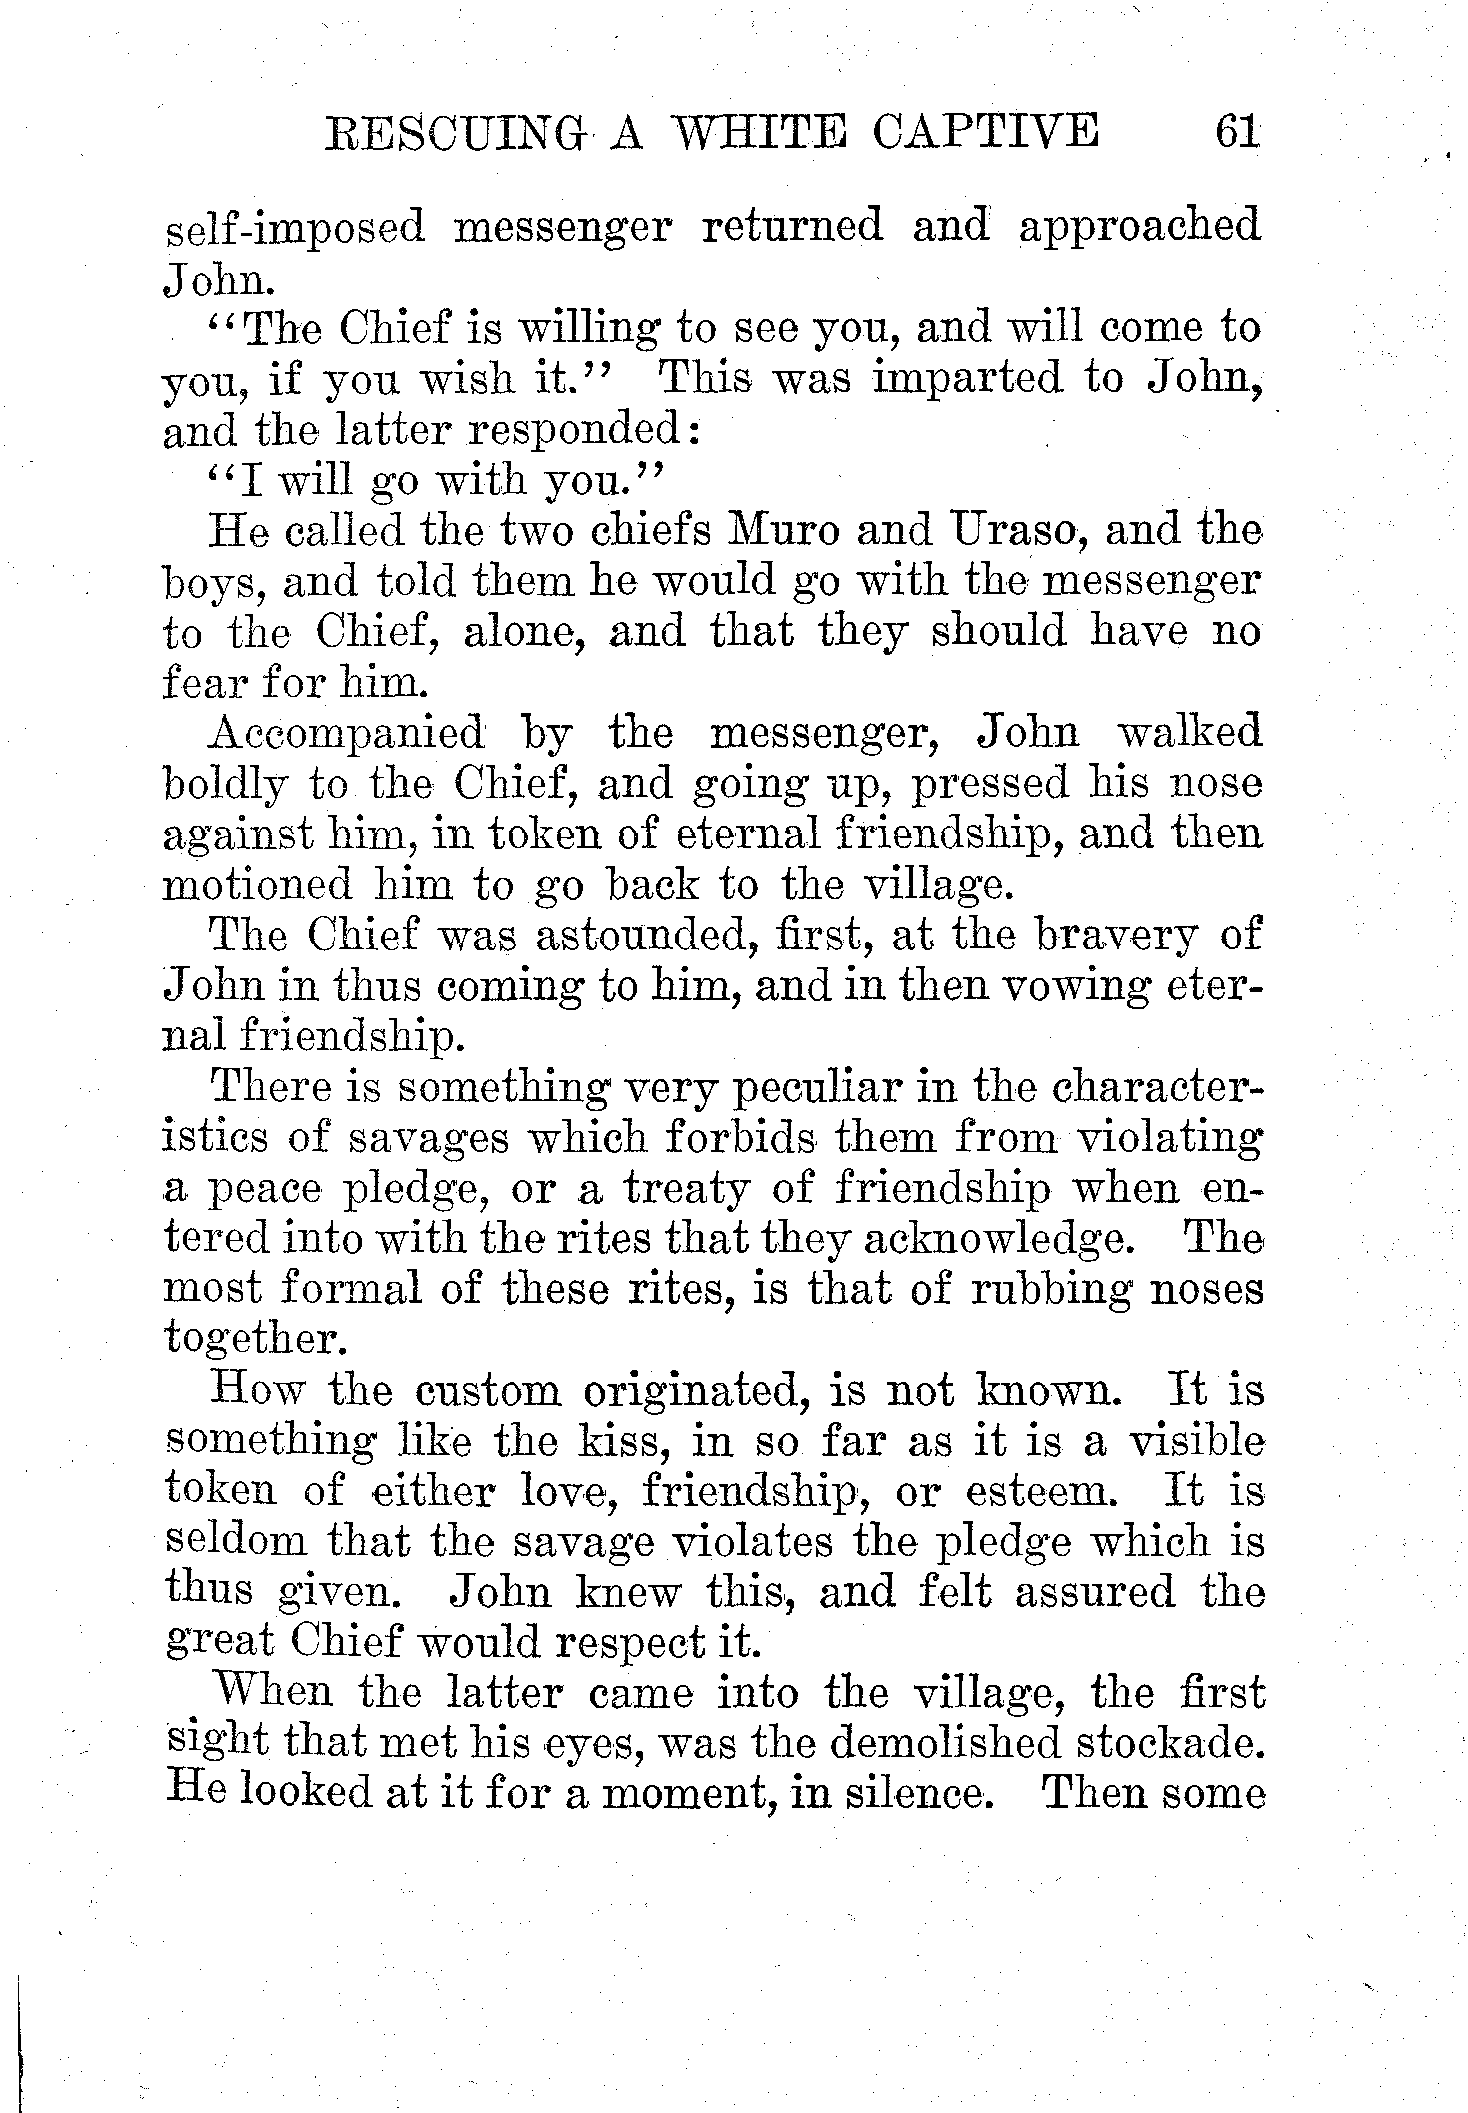 RESCUING A WHITE CAPTIVE 61
self-imposed messenger returned and approached
John.
"The Chief is willing to see you, and will come to
you, if you wish it." This was imparted to John,
and the latter responded:
"I will go with you."
He called the two chiefs Muro and Uraso, and the
boys, and told them he would go with the messenger
to the Chief, alone, and that they should have no
fear for him.
Accompanied by the messenger, John walked
boldly to the Chief, and going up, pressed his nose
against him, in token of eternal friendship, and then
motioned him to go back to the village.
The Chief was astounded, first, at the bravery of
John in thus coming to him, and in then vowing eter-
nal friendship.
There is something very peculiar in the character-
istics of savages which forbids them from violating
a peace pledge, or a treaty of friendship when en-
tered into with the rites that they acknowledge. The
most formal of these rites, is that of rubbing noses
together.
How the custom originated, is not known. It is
something like the kiss, in so far as it is a visible
token of either love, friendship, or esteem. It is
seldom that the savage violates the pledge which is
thus given. John knew this, and felt assured the
great Chief would respect it.
When the latter came into the village, the first
sight that met his eyes, was the demolished stockade.
He looked at it for a moment, in silence. Then some